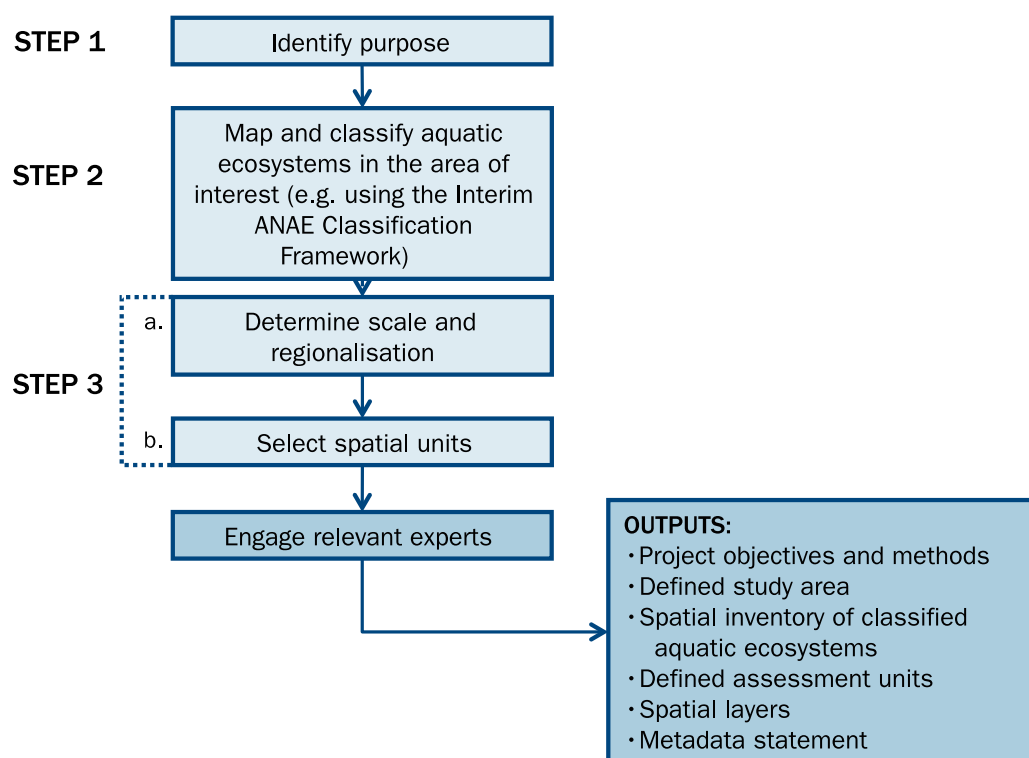 STEP 1
Identify purpose
STEP 2
Map and classify aquatic
ecosystems in the area of
interest (e.g. using the Interim
ANAE Classification
Framework)
STEP 3
a.
Determine scale and
regionalisation
b.
Select spatial units
Engage relevant experts
OUTPUTS:
· Project objectives and methods
· Defined study area
· Spatial inventory of classified
aquatic ecosystems
· Defined assessment units
· Spatial layers
· Metadata statement